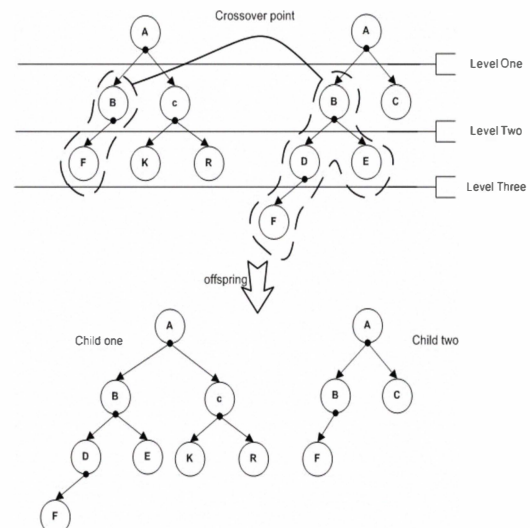 Crossover point
A
A
Level One
B
c
B
C
Level Two
F
K
R
D
E
Level Three
F
offspring
Child one
A
A
Child two
B
c
B
C
D
E
K
R
F
F